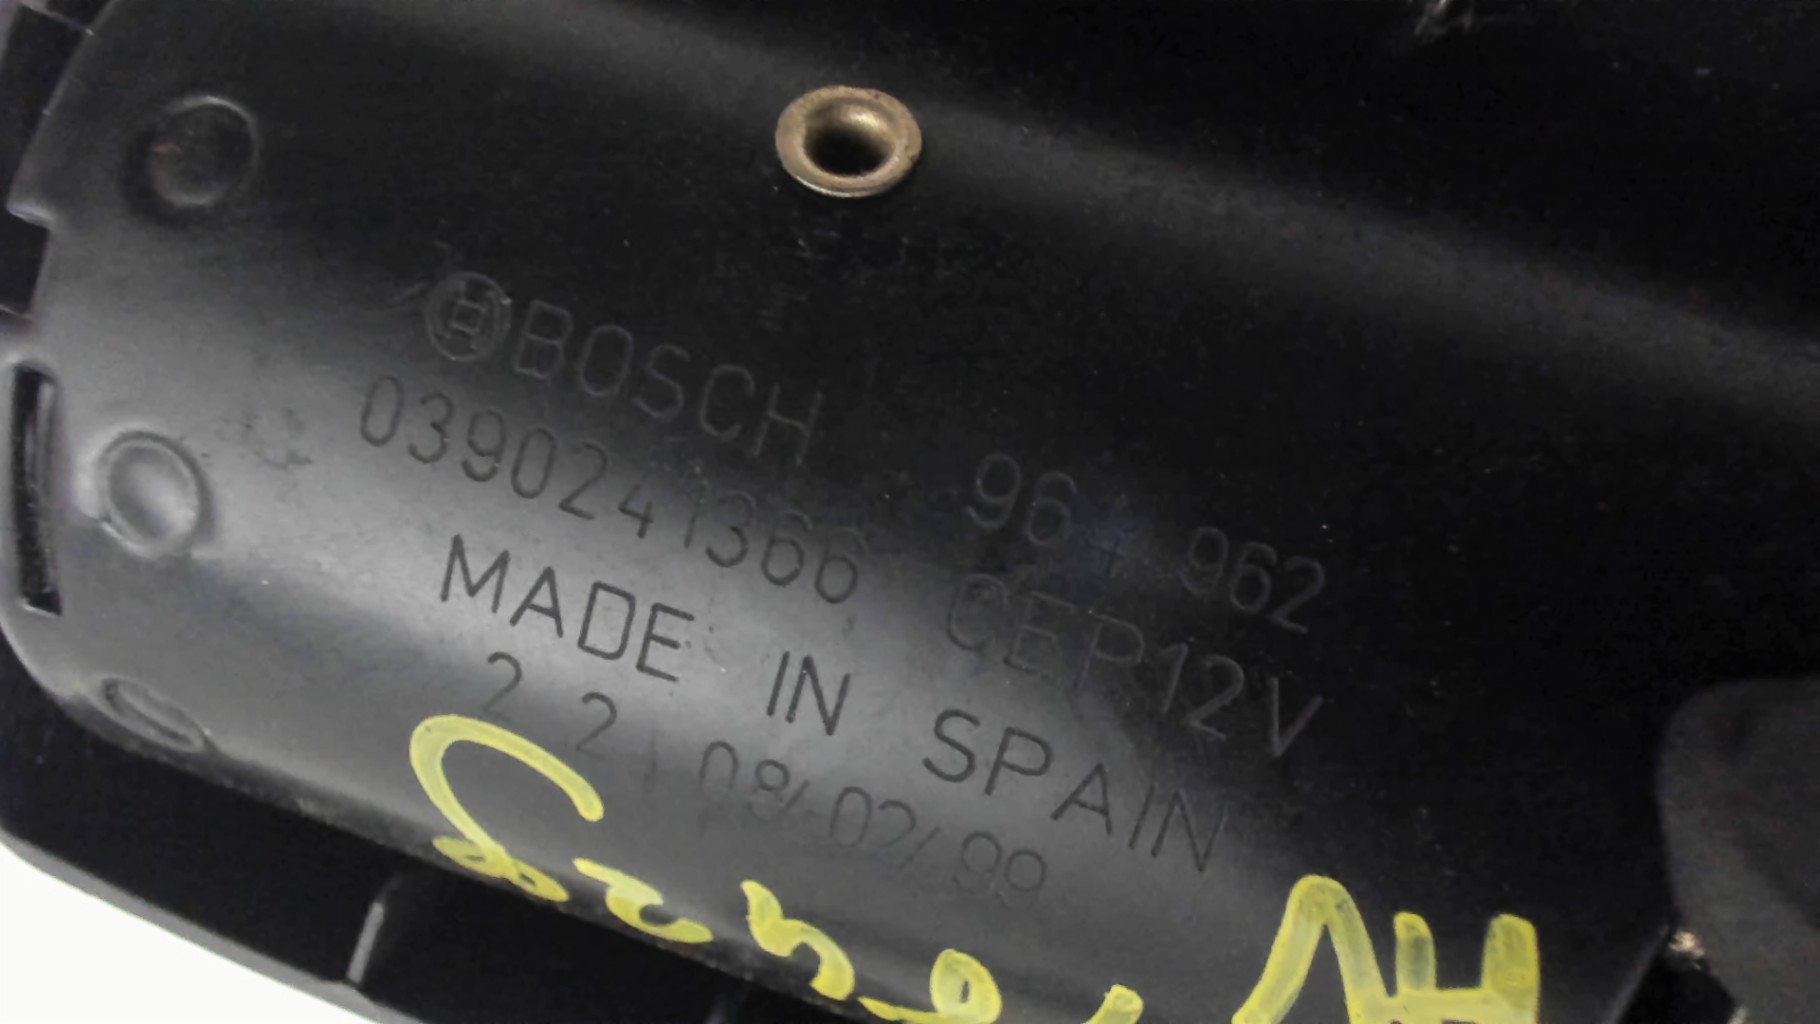 BOSCH 964 962
0390241366 CEP12V
MADE IN SPAIN
2 2 08/02/99